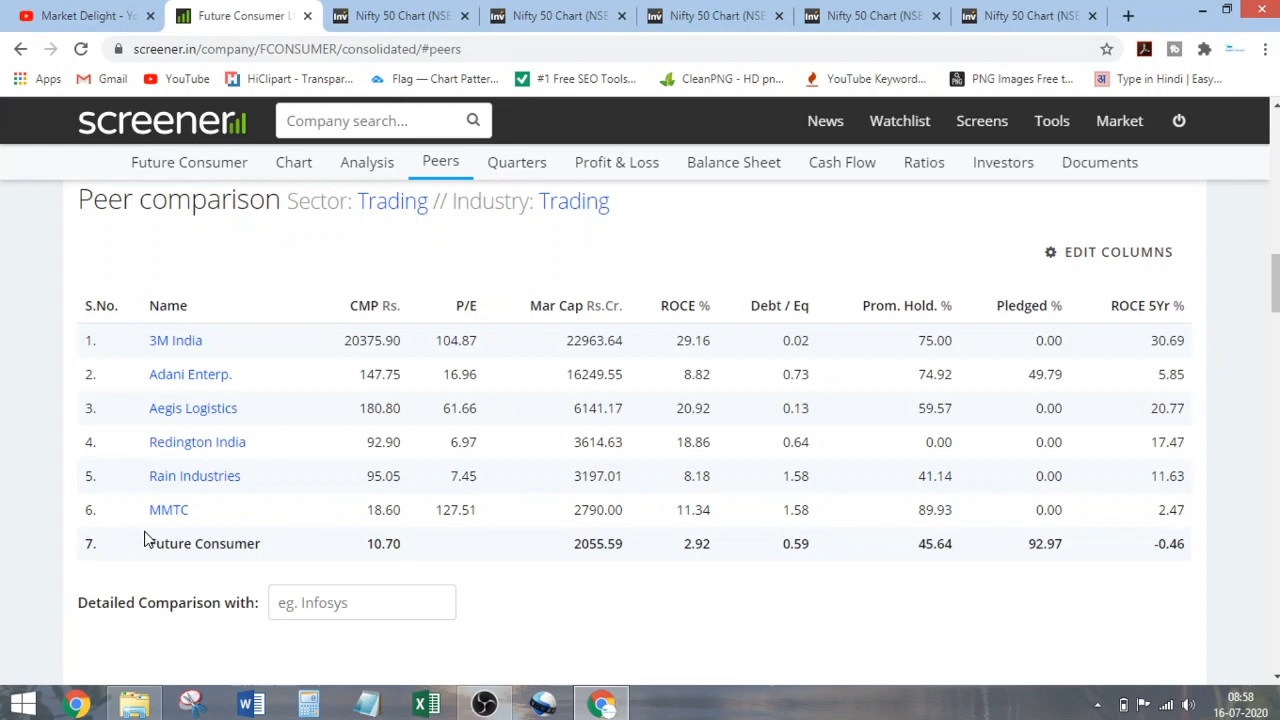 Market Delight - Yo
Future Consumer L
Nifty 50 Chart (NSE
Nifty 50 Chart (NSE
Nifty 50 Chart (NSE
Nifty 50 Chart (NSE
Nifty 50 Chart (NSE
screener.in/company/FCONSUMER/consolidated/#peers
Apps Gmail YouTube HiClipart - Transpar... Flag — Chart Patter... #1 Free SEO Tools... CleanPNG - HD pn... YouTube Keyword... PNG Images Free t... Type in Hindi | Easy...
screener Company search... News Watchlist Screens Tools Market
Future Consumer Chart Analysis Peers Quarters Profit & Loss Balance Sheet Cash Flow Ratios Investors Documents
Peer comparison Sector: Trading // Industry: Trading
EDIT COLUMNS
S.No. Name CMP Rs. P/E Mar Cap Rs.Cr. ROCE % Debt / Eq Prom. Hold. % Pledged % ROCE 5Yr %
1. 3M India 20375.90 104.87 22963.64 29.16 0.02 75.00 0.00 30.69
2. Adani Enterp. 147.75 16.96 16249.55 8.82 0.73 74.92 49.79 5.85
3. Aegis Logistics 180.80 61.66 6141.17 20.92 0.13 59.57 0.00 20.77
4. Redington India 92.90 6.97 3614.63 18.86 0.64 0.00 0.00 17.47
5. Rain Industries 95.05 7.45 3197.01 8.18 1.58 41.14 0.00 11.63
6. MMTC 18.60 127.51 2790.00 11.34 1.58 89.93 0.00 2.47
7. Future Consumer 10.70 2055.59 2.92 0.59 45.64 92.97 -0.46
Detailed Comparison with: eg. Infosys
08:58
16-07-2020